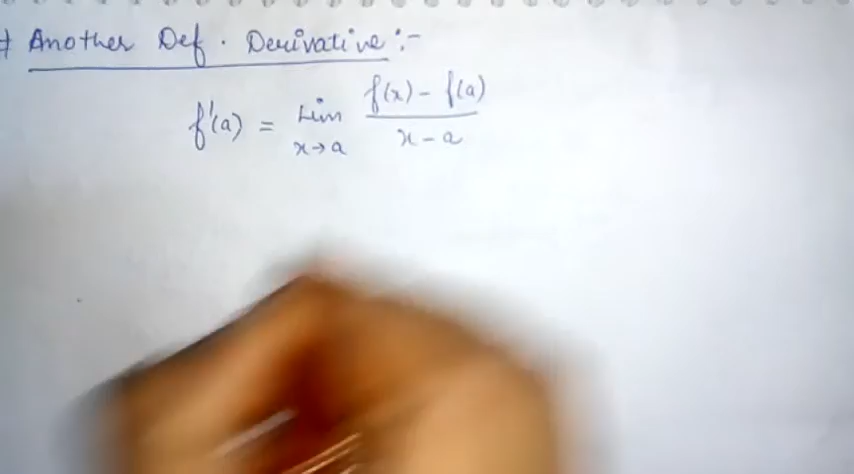 # Another Def. Derivative :-
f'(a) = Lim x→a f(x) - f(a) / x - a